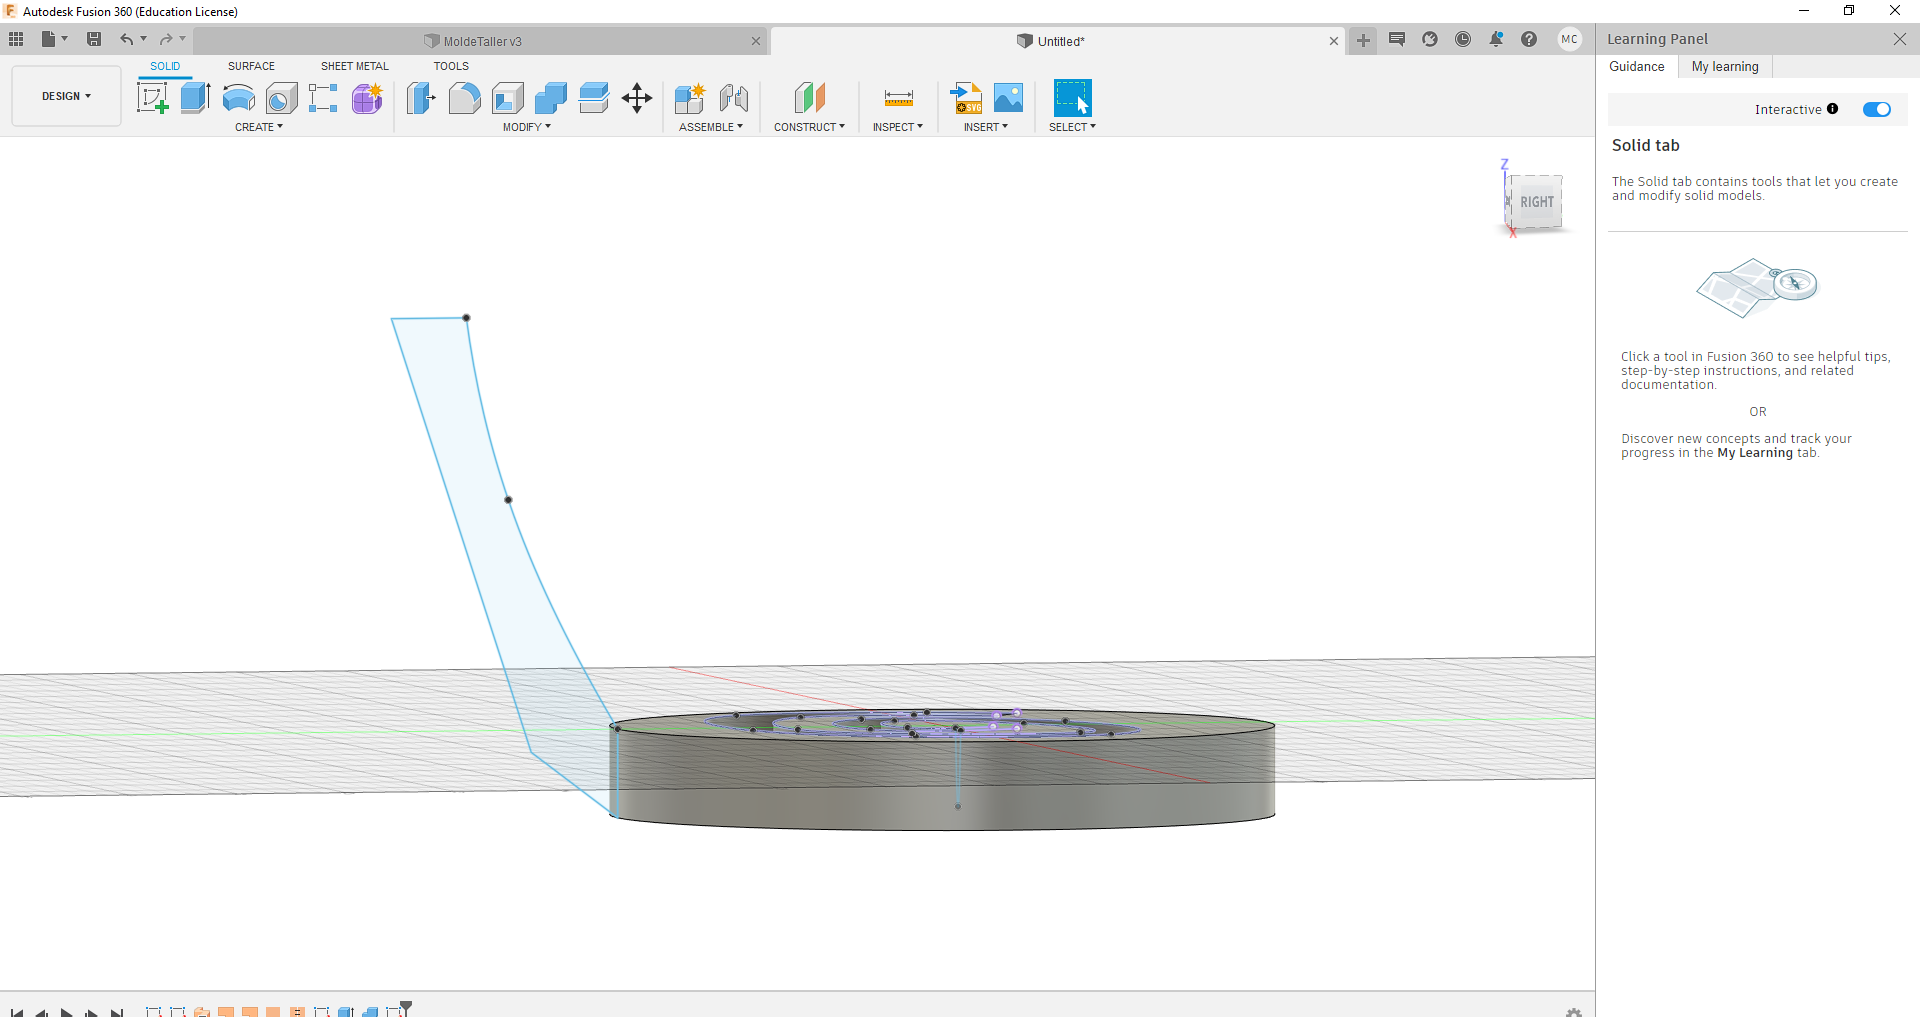 Autodesk Fusion 360 (Education License)
MoldeTaller v3
Untitled*
MC
DESIGN
SOLID
SURFACE
SHEET METAL
TOOLS
CREATE
MODIFY
ASSEMBLE
CONSTRUCT
INSPECT
INSERT
SVG
SELECT
Z
RIGHT
X
Learning Panel
Guidance
My learning
Interactive
Solid tab
The Solid tab contains tools that let you create
and modify solid models.
Click a tool in Fusion 360 to see helpful tips,
step-by-step instructions, and related
documentation.
OR
Discover new concepts and track your
progress in the My Learning tab.